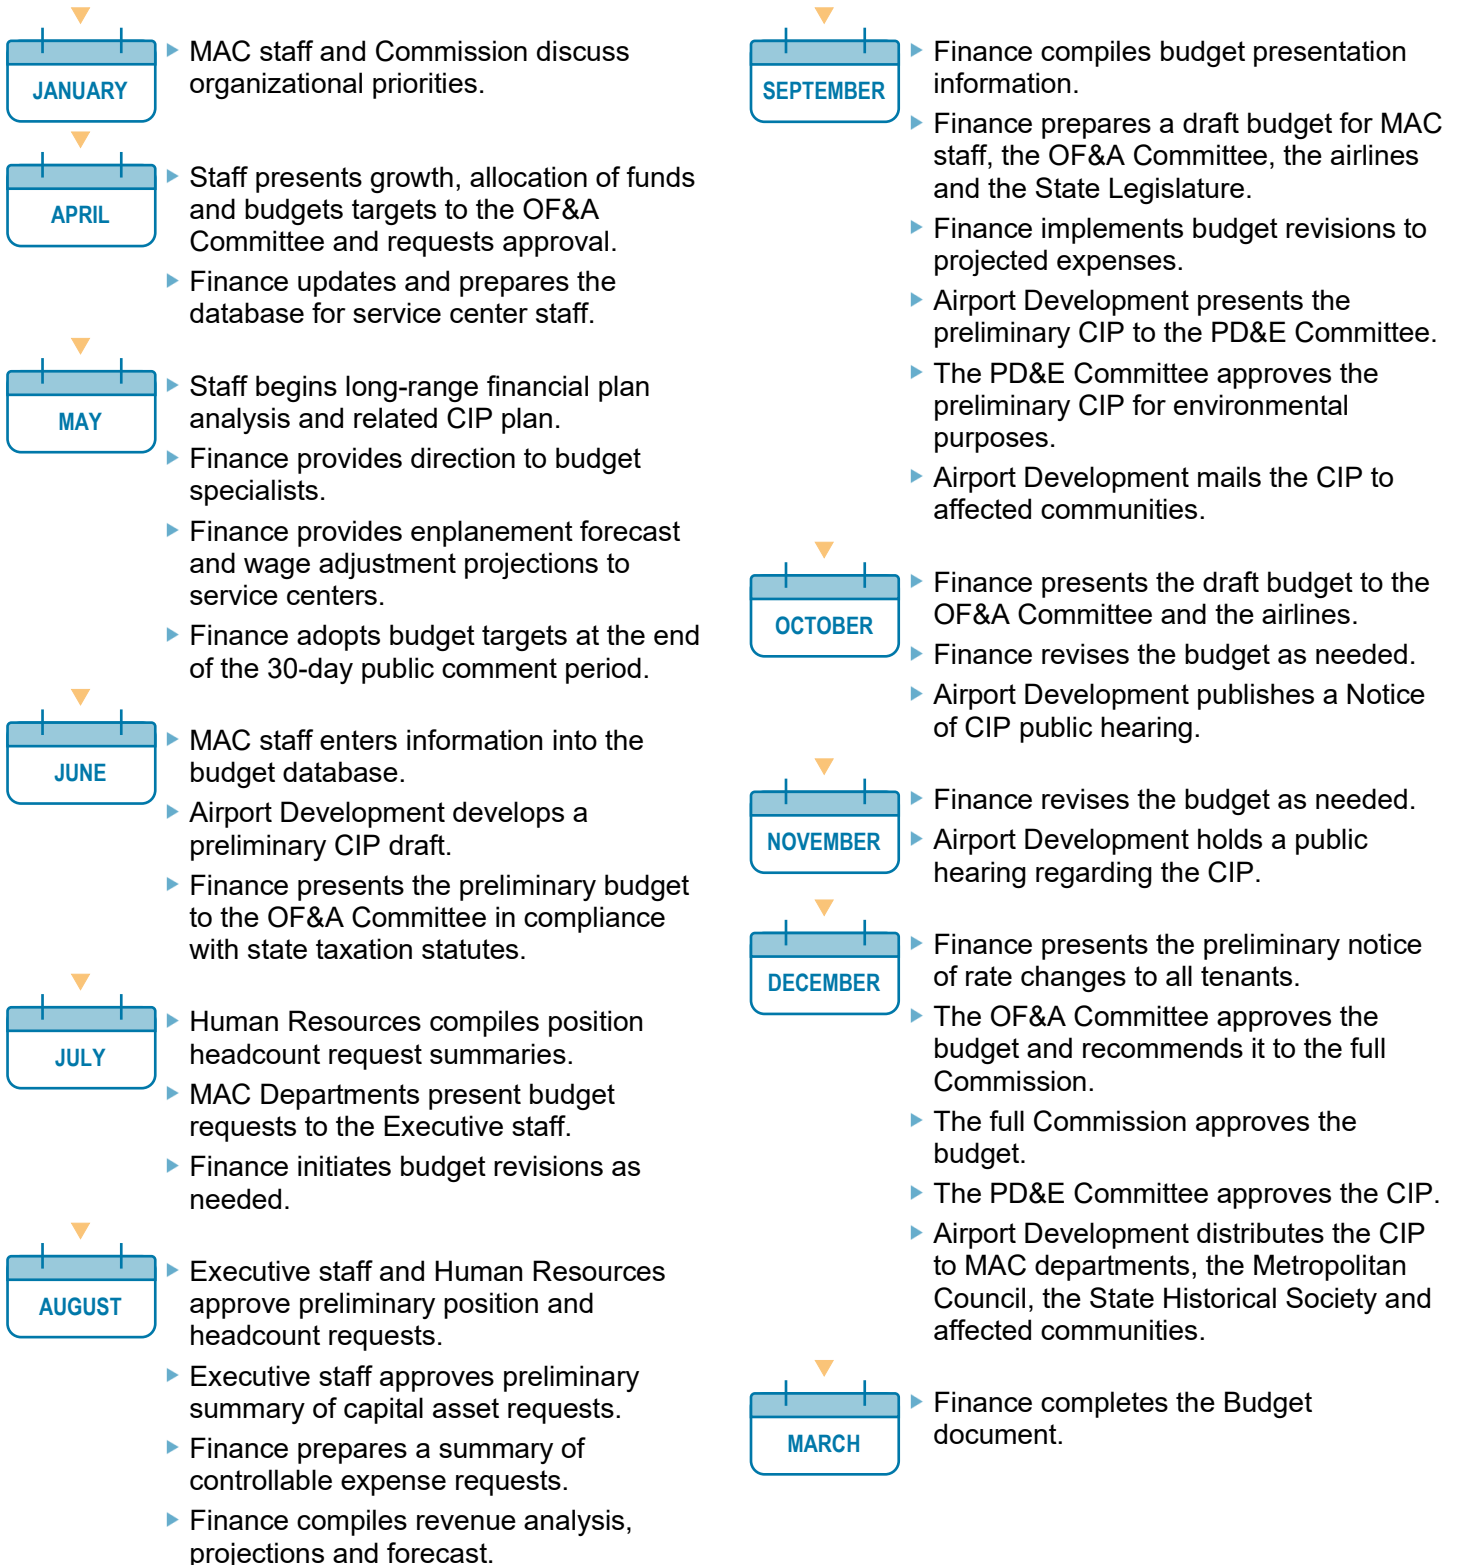 JANUARY
MAC staff and Commission discuss
organizational priorities.
APRIL
Staff presents growth, allocation of funds
and budgets targets to the OF&A
Committee and requests approval.
Finance updates and prepares the
database for service center staff.
MAY
Staff begins long-range financial plan
analysis and related CIP plan.
Finance provides direction to budget
specialists.
Finance provides enplanement forecast
and wage adjustment projections to
service centers.
Finance adopts budget targets at the end
of the 30-day public comment period.
JUNE
MAC staff enters information into the
budget database.
Airport Development develops a
preliminary CIP draft.
Finance presents the preliminary budget
to the OF&A Committee in compliance
with state taxation statutes.
JULY
Human Resources compiles position
headcount request summaries.
MAC Departments present budget
requests to the Executive staff.
Finance initiates budget revisions as
needed.
AUGUST
Executive staff and Human Resources
approve preliminary position and
headcount requests.
Executive staff approves preliminary
summary of capital asset requests.
Finance prepares a summary of
controllable expense requests.
Finance compiles revenue analysis,
projections and forecast.
SEPTEMBER
Finance compiles budget presentation
information.
Finance prepares a draft budget for MAC
staff, the OF&A Committee, the airlines
and the State Legislature.
Finance implements budget revisions to
projected expenses.
Airport Development presents the
preliminary CIP to the PD&E Committee.
The PD&E Committee approves the
preliminary CIP for environmental
purposes.
Airport Development mails the CIP to
affected communities.
OCTOBER
Finance presents the draft budget to the
OF&A Committee and the airlines.
Finance revises the budget as needed.
Airport Development publishes a Notice
of CIP public hearing.
NOVEMBER
Finance revises the budget as needed.
Airport Development holds a public
hearing regarding the CIP.
DECEMBER
Finance presents the preliminary notice
of rate changes to all tenants.
The OF&A Committee approves the
budget and recommends it to the full
Commission.
The full Commission approves the
budget.
The PD&E Committee approves the CIP.
Airport Development distributes the CIP
to MAC departments, the Metropolitan
Council, the State Historical Society and
affected communities.
MARCH
Finance completes the Budget
document.